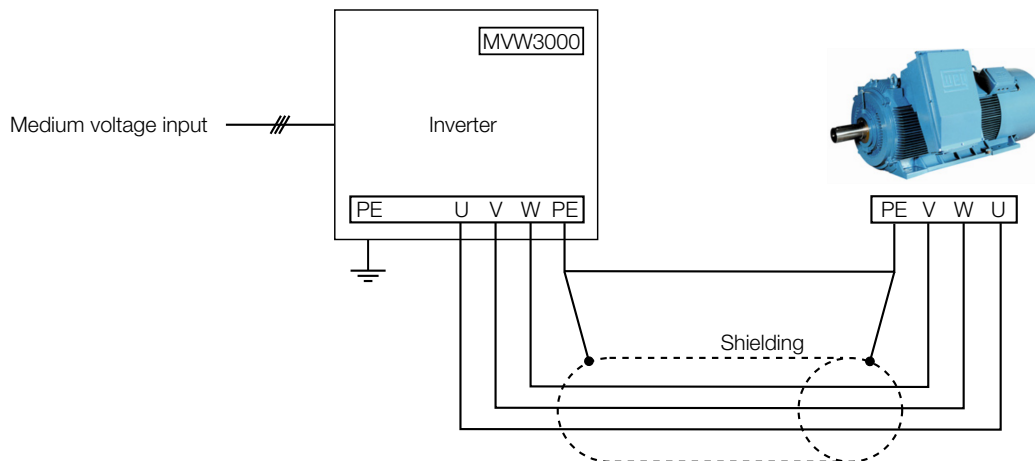 MVW3000
Medium voltage input
Inverter
PE U V W PE
PE V W U
Shielding